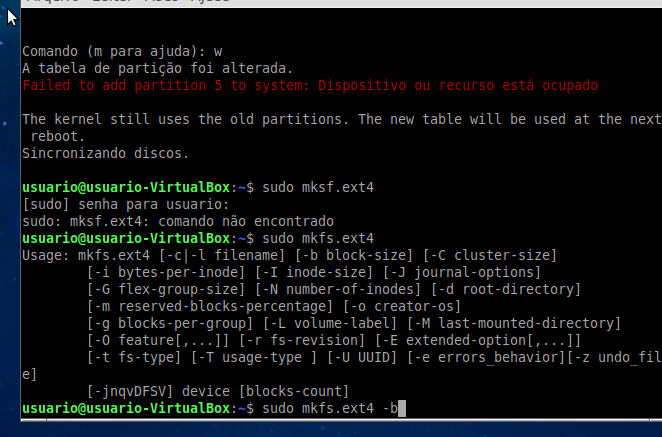 Comando (m para ajuda): w
A tabela de partição foi alterada.
Failed to add partition 5 to system: Dispositivo ou recurso está ocupado
The kernel still uses the old partitions. The new table will be used at the next
reboot.
Sincronizando discos.
usuario@usuario-VirtualBox:~$ sudo mksf.ext4
[sudo] senha para usuario:
sudo: mksf.ext4: comando não encontrado
usuario@usuario-VirtualBox:~$ sudo mkfs.ext4
Usage: mkfs.ext4 [-c|-l filename] [-b block-size] [-C cluster-size]
[-i bytes-per-inode] [-I inode-size] [-J journal-options]
[-G flex-group-size] [-N number-of-inodes] [-d root-directory]
[-m reserved-blocks-percentage] [-o creator-os]
[-g blocks-per-group] [-L volume-label] [-M last-mounted-directory]
[-O feature[,...]] [-r fs-revision] [-E extended-option[,...]]
[-t fs-type] [-T usage-type ] [-U UUID] [-e errors_behavior][-z undo_fil
e]
[-jnqvDFSV] device [blocks-count]
usuario@usuario-VirtualBox:~$ sudo mkfs.ext4 -b